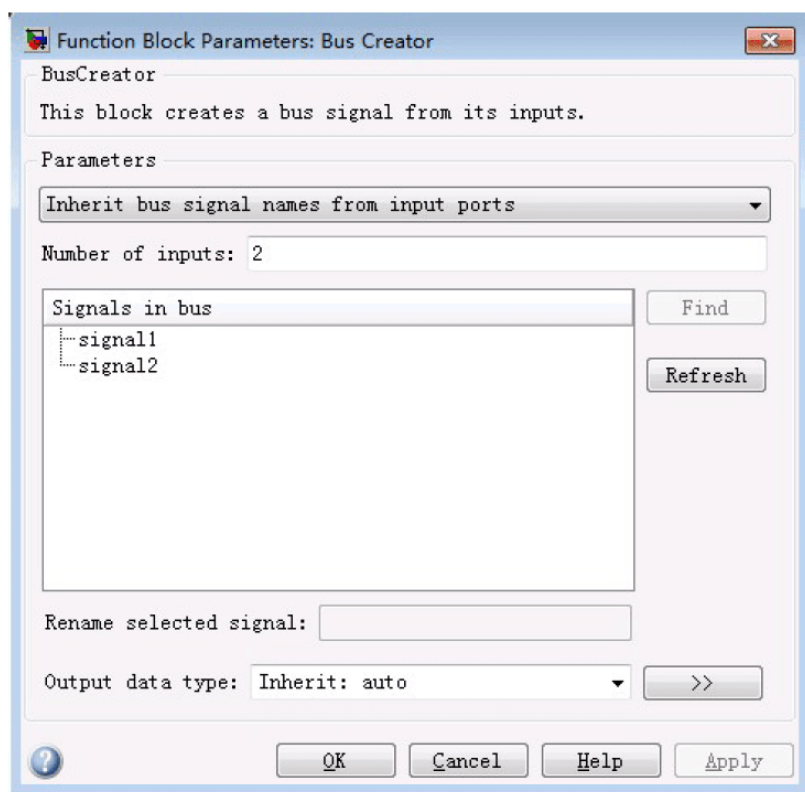 Function Block Parameters: Bus Creator
BusCreator
This block creates a bus signal from its inputs.
Parameters
Inherit bus signal names from input ports
Number of inputs: 2
Signals in bus
Find
signal1
signal2
Refresh
Rename selected signal:
Output data type: Inherit: auto
>>
?
OK
Cancel
Help
Apply